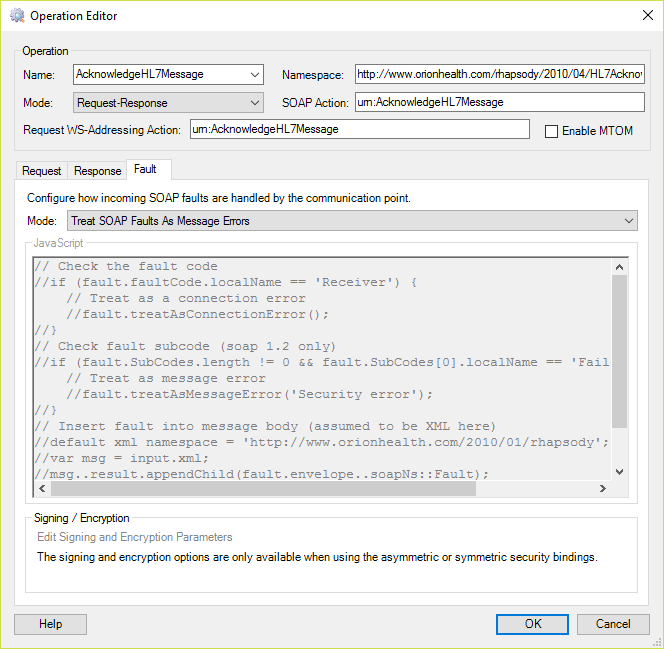 Operation Editor
Operation
Name: AcknowledgeHL7Message Namespace: http://www.orionhealth.com/rhapsody/2010/04/HL7Acknow
Mode: Request-Response SOAP Action: urn:AcknowledgeHL7Message
Request WS-Addressing Action: urn:AcknowledgeHL7Message Enable MTOM
Request Response Fault
Configure how incoming SOAP faults are handled by the communication point.
Mode: Treat SOAP Faults As Message Errors
JavaScript
// Check the fault code
//if (fault.faultCode.localName == 'Receiver') {
// Treat as a connection error
//fault.treatAsConnectionError();
//}
// Check fault subcode (soap 1.2 only)
//if (fault.SubCodes.length != 0 && fault.SubCodes[0].localName == 'Fail
// Treat as message error
//fault.treatAsMessageError('Security error');
//}
// Insert fault into message body (assumed to be XML here)
//default xml namespace = 'http://www.orionhealth.com/2010/01/rhapsody';
//var msg = input.xml;
//msg..result.appendChild(fault.envelope..soapNs::Fault);
Signing / Encryption
Edit Signing and Encryption Parameters
The signing and encryption options are only available when using the asymmetric or symmetric security bindings.
Help OK Cancel